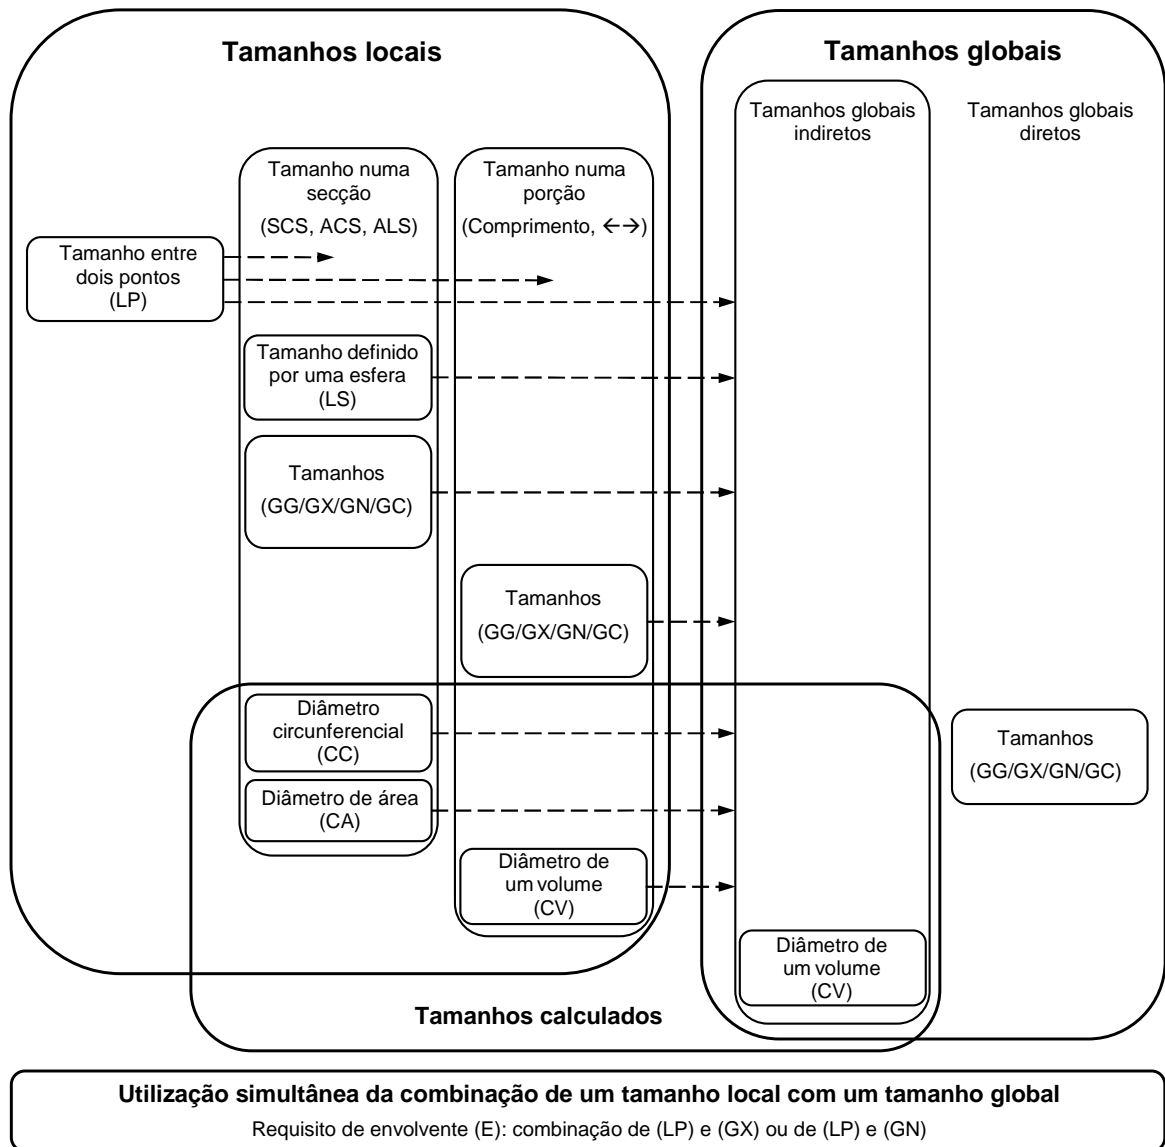 Tamanhos locais
Tamanhos globais
Tamanhos globais
indiretos
Tamanhos globais
diretos
Tamanho numa
secção
(SCS, ACS, ALS)
Tamanho numa
porção
(Comprimento, ←→)
Tamanho entre
dois pontos
(LP)
Tamanho definido
por uma esfera
(LS)
Tamanhos
(GG/GX/GN/GC)
Tamanhos
(GG/GX/GN/GC)
Diâmetro
circunferencial
(CC)
Tamanhos
(GG/GX/GN/GC)
Diâmetro de área
(CA)
Diâmetro de
um volume
(CV)
Diâmetro de
um volume
(CV)
Tamanhos calculados
Utilização simultânea da combinação de um tamanho local com um tamanho global
Requisito de envolvente (E): combinação de (LP) e (GX) ou de (LP) e (GN)